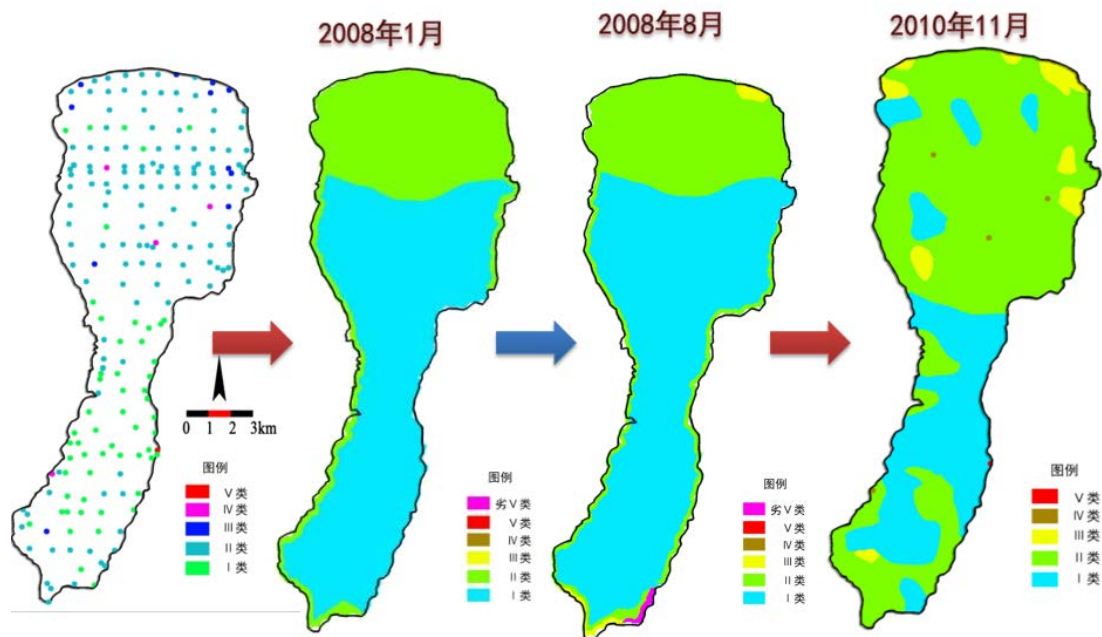 2008年1月
2008年8月
2010年11月
0 1 2 3km
图例
V类
IV类
III类
II类
I类
图例
劣V类
V类
IV类
III类
II类
I类
图例
劣V类
V类
IV类
III类
II类
I类
图例
V类
IV类
III类
II类
I类